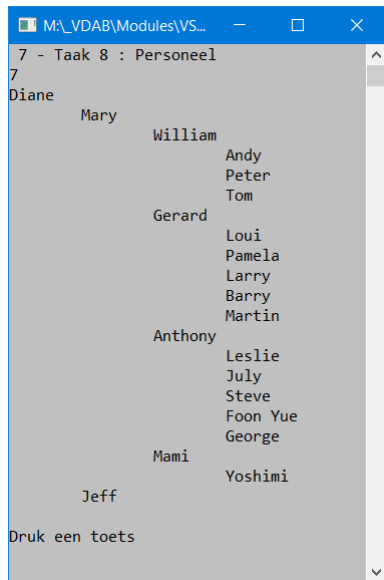 M:\_VDAB\Modules\VS...
7 - Taak 8 : Personeel
7
Diane
Mary
William
Andy
Peter
Tom
Gerard
Loui
Pamela
Larry
Barry
Martin
Anthony
Leslie
July
Steve
Foon Yue
George
Mami
Yoshimi
Jeff
Druk een toets